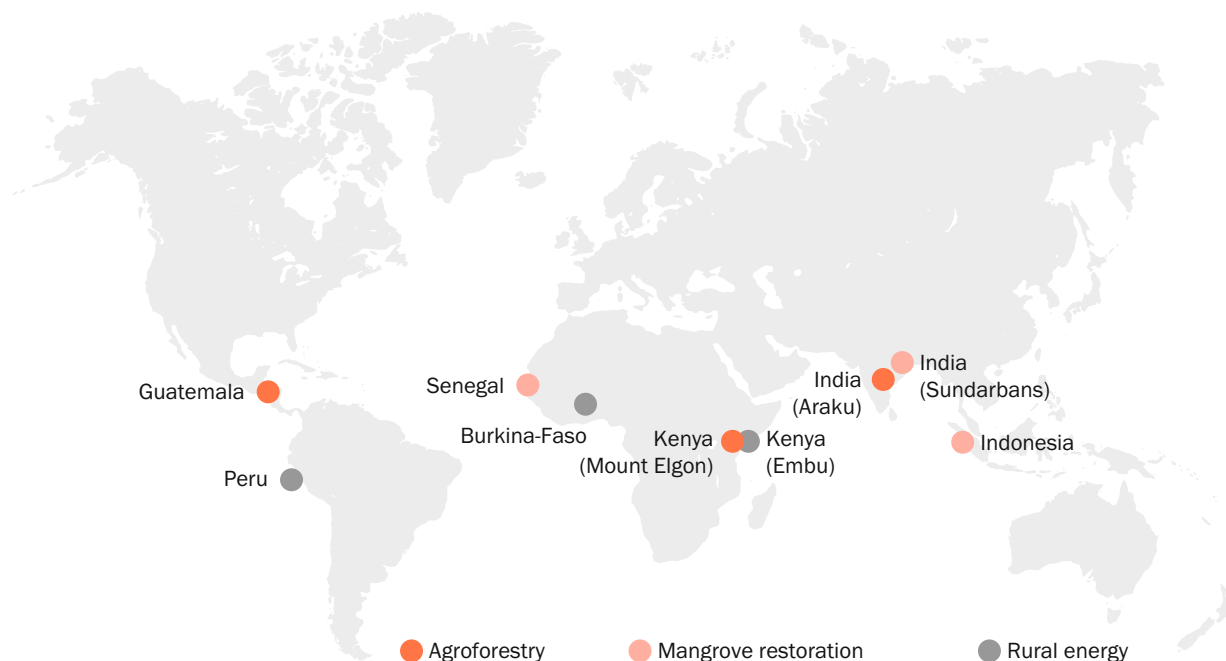 Guatemala
Peru
Senegal
Burkina-Faso
Kenya
(Mount Elgon)
Kenya
(Embu)
India
(Araku)
India
(Sundarbans)
Indonesia
Agroforestry
Mangrove restoration
Rural energy